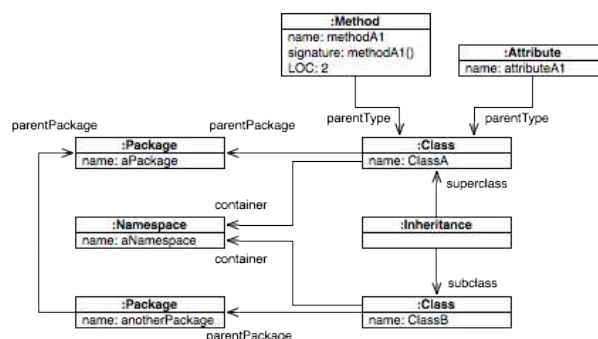 :Method
name: methodA1
signature: methodA1()
LOC: 2
:Attribute
name: attributeA1
parentPackage
parentPackage
parentType
parentType
:Package
name: aPackage
:Class
name: ClassA
superclass
container
:Namespace
name: aNamespace
:Inheritance
container
subclass
:Package
name: anotherPackage
:Class
name: ClassB
parentPackage